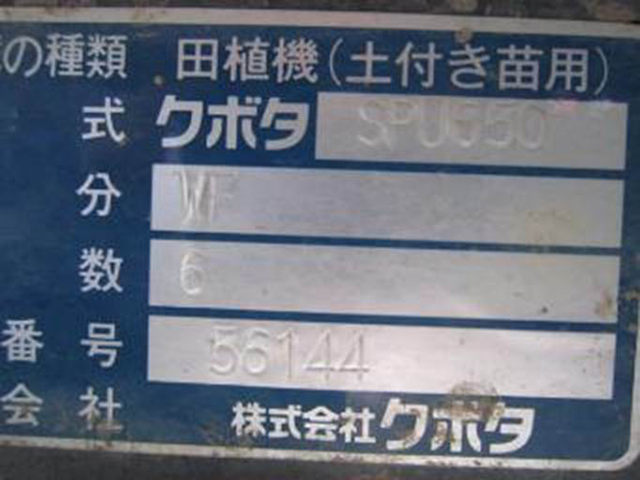 の種類 田植機(土付き苗用)
式 クボタ SPU550
分 WF
数 6
番号 56144
会社 株式会社クボタ